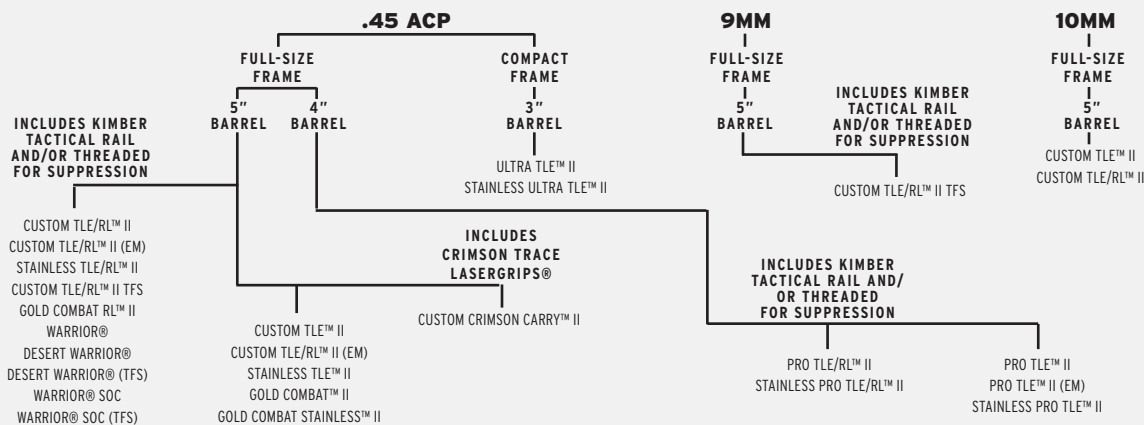 .45 ACP
FULL-SIZE
FRAME
5"
BARREL
4"
BARREL
COMPACT
FRAME
3"
BARREL
INCLUDES KIMBER
TACTICAL RAIL
AND/OR THREADED
FOR SUPPRESSION
CUSTOM TLE/RL™ II
CUSTOM TLE/RL™ II (EM)
STAINLESS TLE/RL™ II
CUSTOM TLE/RL™ II TFS
GOLD COMBAT RL™ II
WARRIOR®
DESERT WARRIOR®
DESERT WARRIOR® (TFS)
WARRIOR® SOC
WARRIOR® SOC (TFS)
CUSTOM TLE™ II
CUSTOM TLE/RL™ II (EM)
STAINLESS TLE™ II
GOLD COMBAT™ II
GOLD COMBAT STAINLESS™ II
INCLUDES
CRIMSON TRACE
LASERGRIPS®
CUSTOM CRIMSON CARRY™ II
ULTRA TLE™ II
STAINLESS ULTRA TLE™ II
INCLUDES KIMBER
TACTICAL RAIL AND/
OR THREADED
FOR SUPPRESSION
PRO TLE/RL™ II
STAINLESS PRO TLE/RL™ II
PRO TLE™ II
PRO TLE™ II (EM)
STAINLESS PRO TLE™ II
9MM
FULL-SIZE
FRAME
5"
BARREL
INCLUDES KIMBER
TACTICAL RAIL
AND/OR THREADED
FOR SUPPRESSION
CUSTOM TLE/RL™ II TFS
10MM
FULL-SIZE
FRAME
5"
BARREL
CUSTOM TLE™ II
CUSTOM TLE/RL™ II